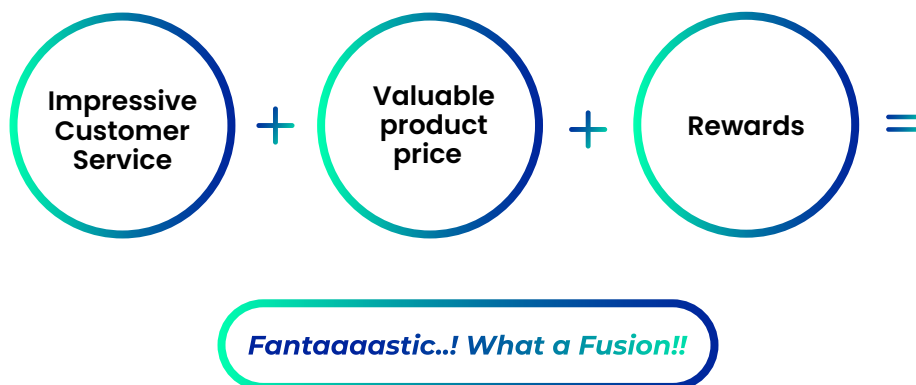 Impressive
Customer
Service
+
Valuable
product
price
+
Rewards
=
Fantaaaastic..! What a Fusion!!